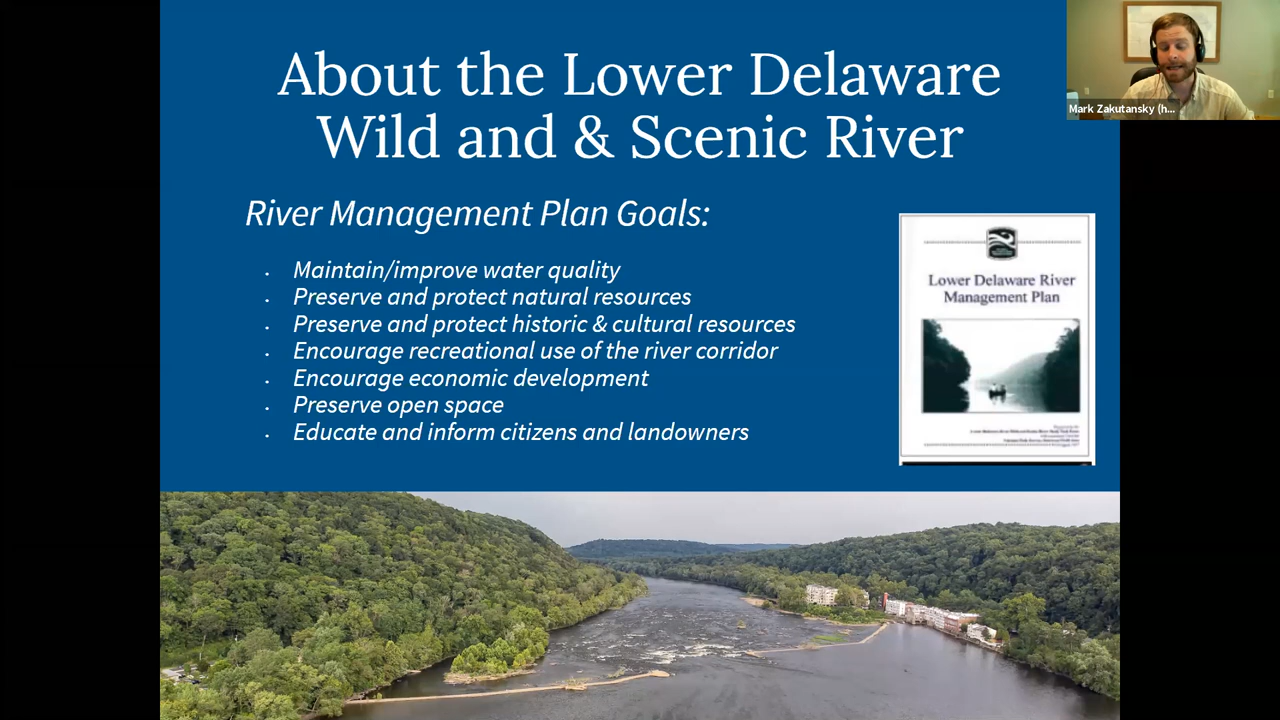 About the Lower Delaware
Wild and & Scenic River
Mark Zakutansky (h...
River Management Plan Goals:
Maintain/improve water quality
Preserve and protect natural resources
Preserve and protect historic & cultural resources
Encourage recreational use of the river corridor
Encourage economic development
Preserve open space
Educate and inform citizens and landowners
Lower Delaware River
Management Plan